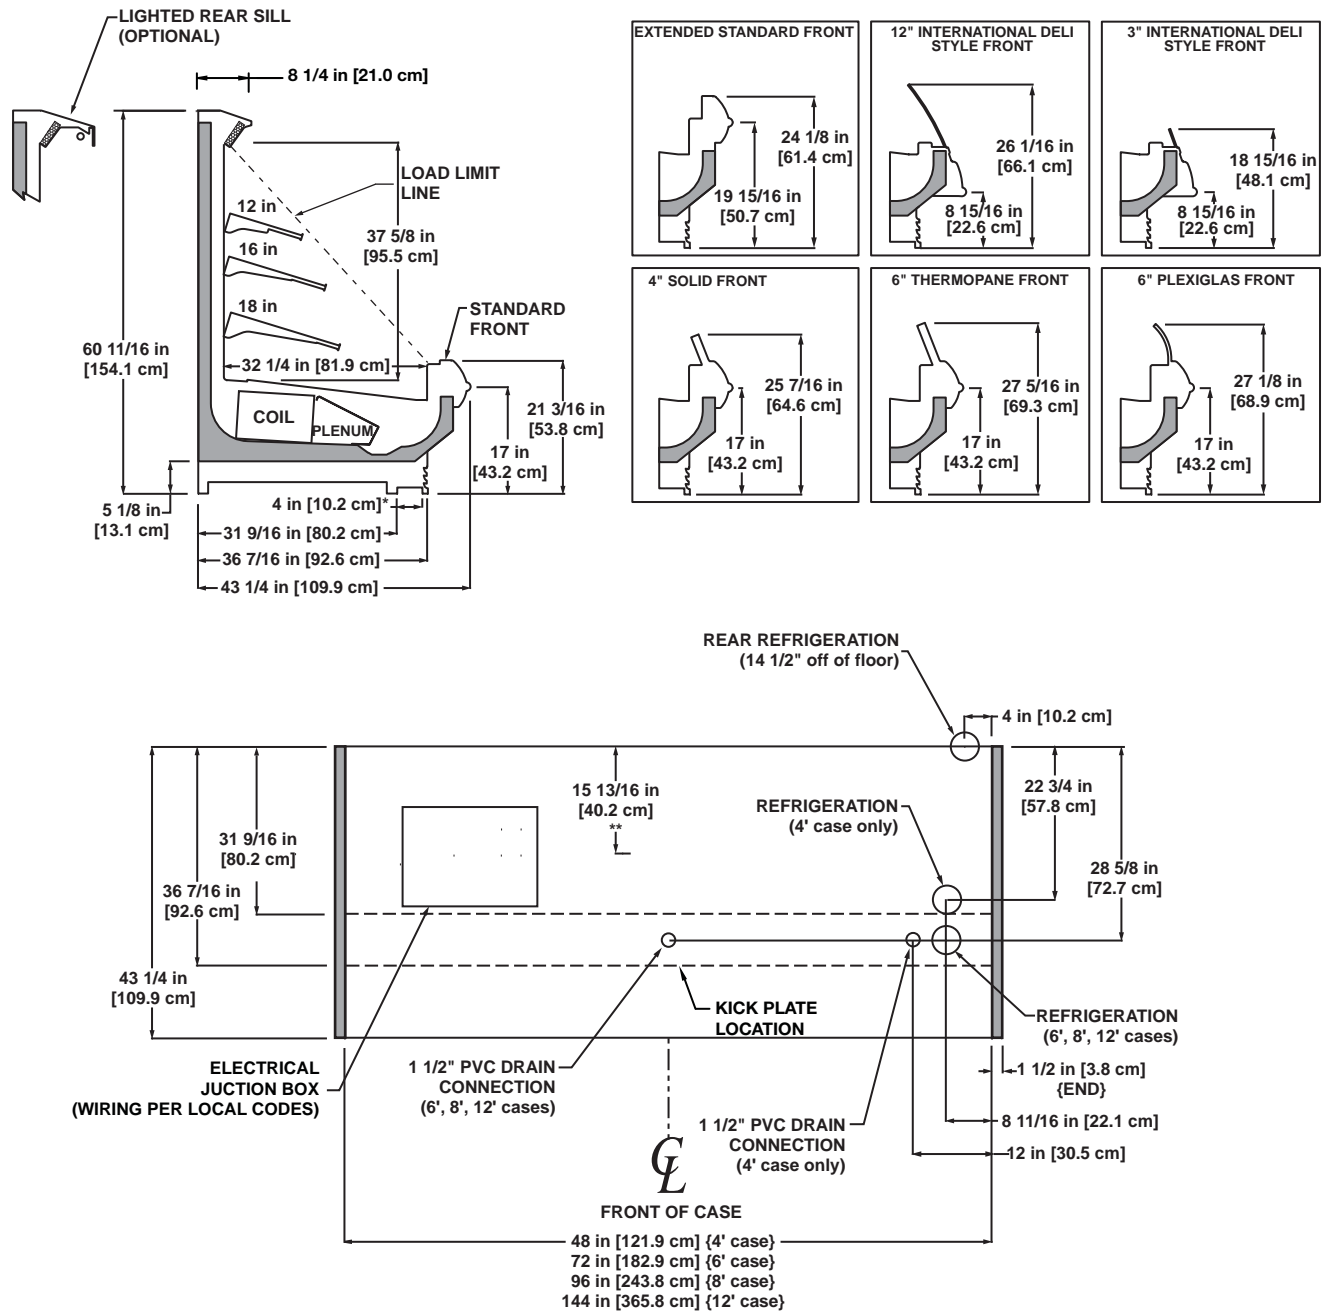 LIGHTED REAR SILL
(OPTIONAL)
8 1/4 in [21.0 cm]
LOAD LIMIT
LINE
12 in
16 in
18 in
37 5/8 in
[95.5 cm]
STANDARD
FRONT
60 11/16 in
[154.1 cm]
32 1/4 in [81.9 cm]
COIL
PLENUM
21 3/16 in
[53.8 cm]
17 in
[43.2 cm]
5 1/8 in
[13.1 cm]
4 in [10.2 cm]*
31 9/16 in [80.2 cm]
36 7/16 in [92.6 cm]
43 1/4 in [109.9 cm]
EXTENDED STANDARD FRONT
24 1/8 in
[61.4 cm]
19 15/16 in
[50.7 cm]
12" INTERNATIONAL DELI
STYLE FRONT
26 1/16 in
[66.1 cm]
8 15/16 in
[22.6 cm]
3" INTERNATIONAL DELI
STYLE FRONT
18 15/16 in
[48.1 cm]
8 15/16 in
[22.6 cm]
4" SOLID FRONT
25 7/16 in
[64.6 cm]
17 in
[43.2 cm]
6" THERMOPANE FRONT
27 5/16 in
[69.3 cm]
17 in
[43.2 cm]
6" PLEXIGLAS FRONT
27 1/8 in
[68.9 cm]
17 in
[43.2 cm]
REAR REFRIGERATION
(14 1/2" off of floor)
4 in [10.2 cm]
15 13/16 in
[40.2 cm]
**
REFRIGERATION
(4' case only)
22 3/4 in
[57.8 cm]
28 5/8 in
[72.7 cm]
31 9/16 in
[80.2 cm]
36 7/16 in
[92.6 cm]
43 1/4 in
[109.9 cm]
KICK PLATE
LOCATION
REFRIGERATION
(6', 8', 12' cases)
ELECTRICAL
JUCTION BOX
(WIRING PER LOCAL CODES)
1 1/2" PVC DRAIN
CONNECTION
(6', 8', 12' cases)
1 1/2" PVC DRAIN
CONNECTION
(4' case only)
1 1/2 in [3.8 cm]
{END}
8 11/16 in [22.1 cm]
12 in [30.5 cm]
CL
FRONT OF CASE
48 in [121.9 cm] {4' case}
72 in [182.9 cm] {6' case}
96 in [243.8 cm] {8' case}
144 in [365.8 cm] {12' case}